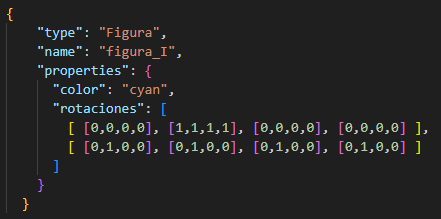 {
"type": "Figura",
"name": "figura_I",
"properties": {
"color": "cyan",
"rotaciones": [
[ [0,0,0,0], [1,1,1,1], [0,0,0,0], [0,0,0,0] ],
[ [0,1,0,0], [0,1,0,0], [0,1,0,0], [0,1,0,0] ]
]
}
}